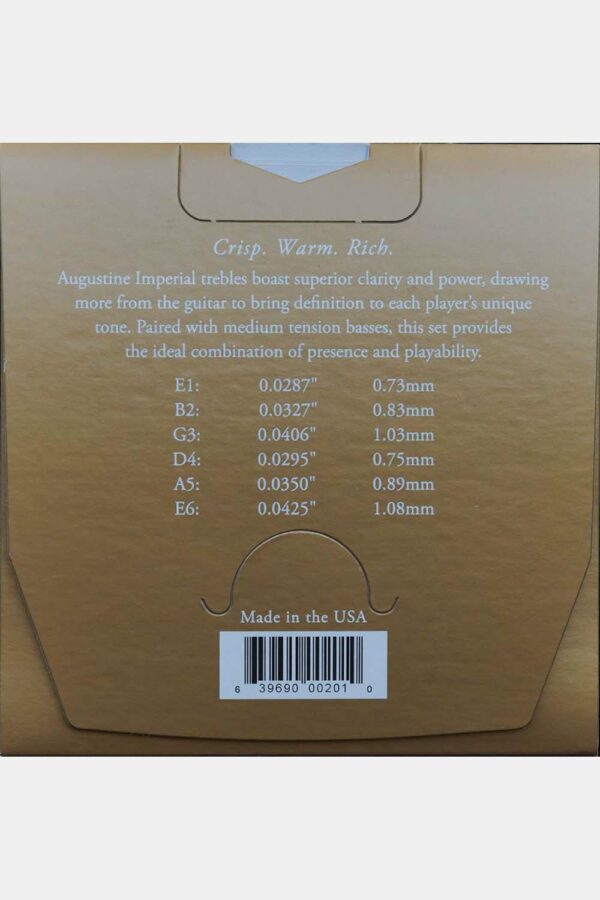 Crisp. Warm. Rich.
Augustine Imperial trebles boast superior clarity and power, drawing
more from the guitar to bring definition to each player's unique
tone. Paired with medium tension basses, this set provides
the ideal combination of presence and playability.
E1: 0.0287" 0.73mm
B2: 0.0327" 0.83mm
G3: 0.0406" 1.03mm
D4: 0.0295" 0.75mm
A5: 0.0350" 0.89mm
E6: 0.0425" 1.08mm
Made in the USA
6 39690 00201 0